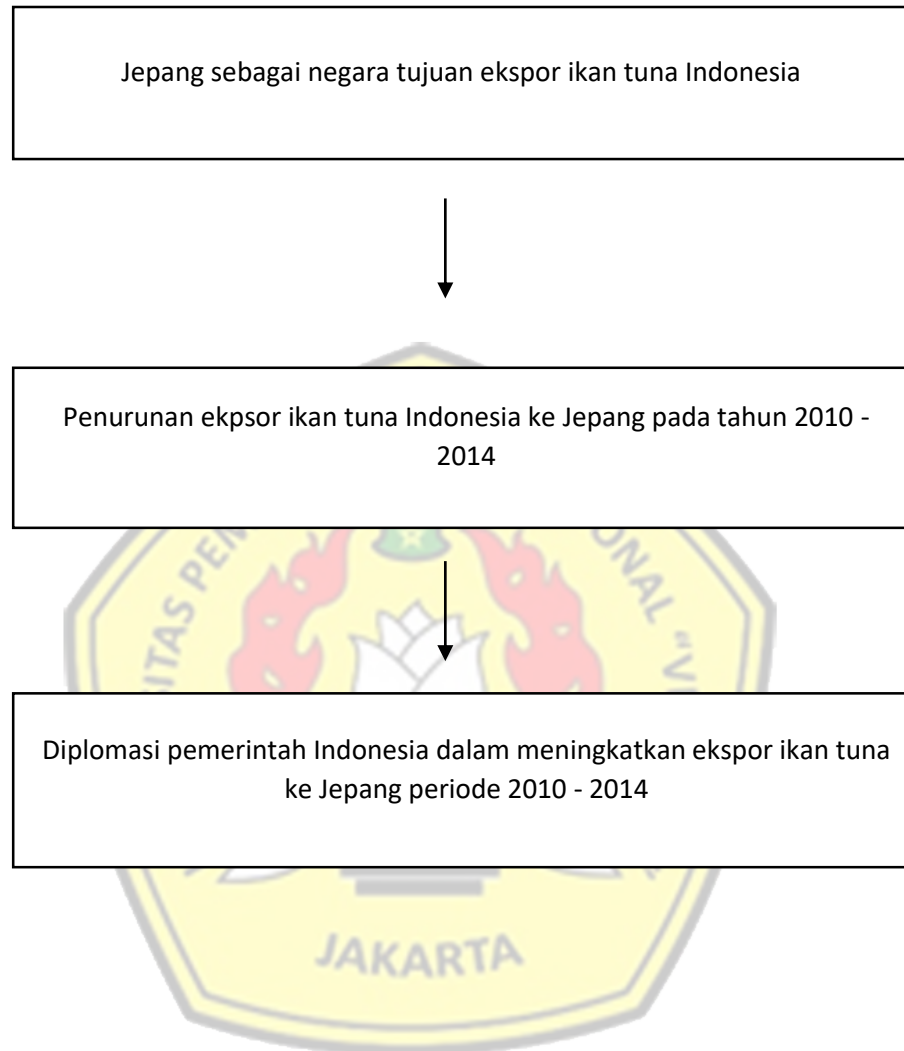 Jepang sebagai negara tujuan ekspor ikan tuna Indonesia
Penurunan ekpsor ikan tuna Indonesia ke Jepang pada tahun 2010 -
2014
Diplomasi pemerintah Indonesia dalam meningkatkan ekspor ikan tuna
ke Jepang periode 2010 - 2014
JAKARTA